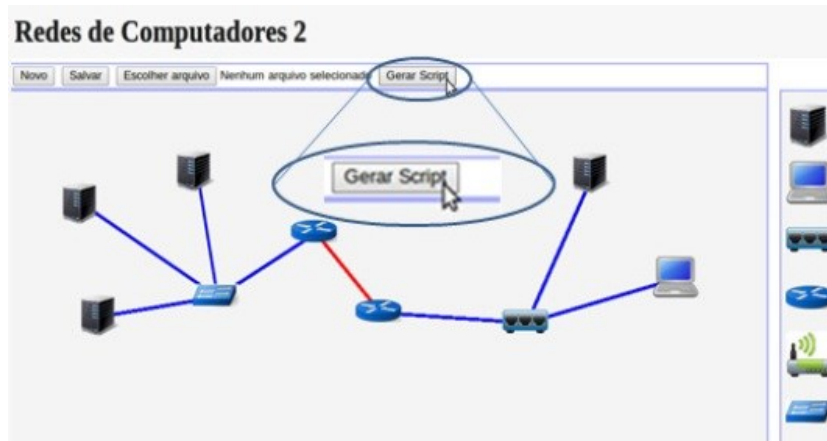 Redes de Computadores 2
Novo Salvar Escolher arquivo Nenhum arquivo selecionado Gerar Script
Gerar Script